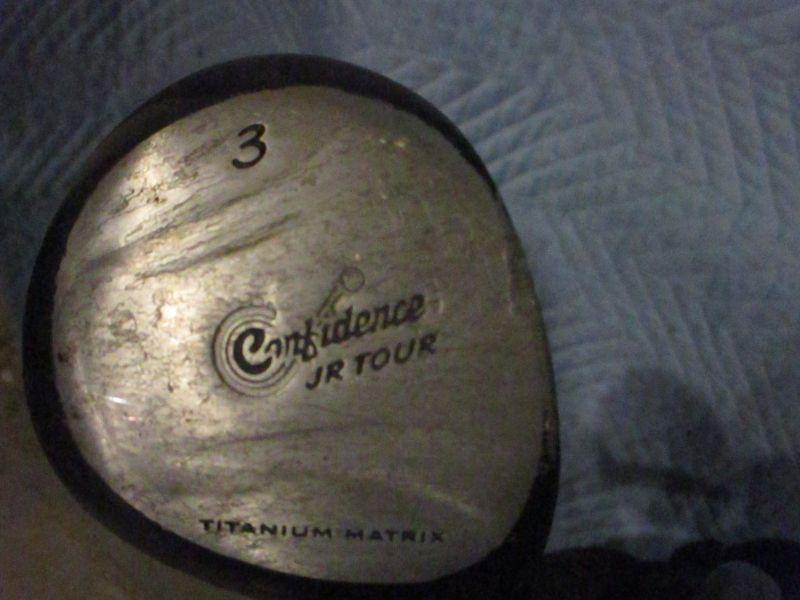 3
Confidence
JR TOUR
TITANIUM MATRIX